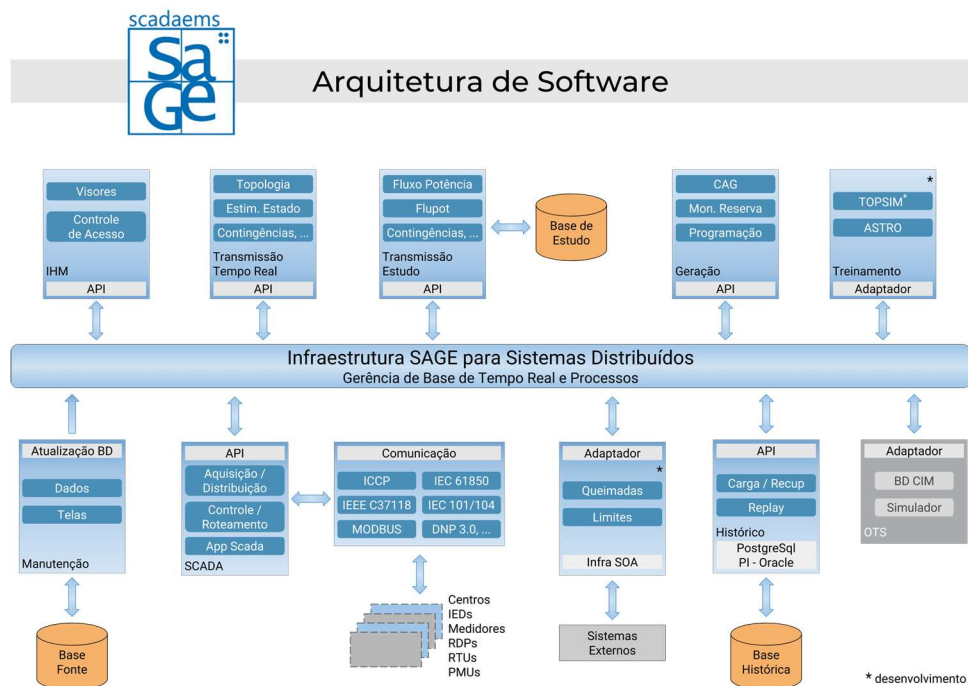 scadaems
SaGe
Arquitetura de Software
Visores
Controle
de Acesso
IHM
API
Topologia
Estim. Estado
Contingências, ...
Transmissão
Tempo Real
API
Fluxo Potência
Flupot
Contingências, ...
Transmissão
Estudo
API
Base de
Estudo
CAG
Mon. Reserva
Programação
Geração
API
*
TOPSIM*
ASTRO
Treinamento
Adaptador
Infraestrutura SAGE para Sistemas Distribuídos
Gerência de Base de Tempo Real e Processos
Atualização BD
Dados
Telas
Manutenção
Base
Fonte
API
Aquisição /
Distribuição
Controle /
Roteamento
App Scada
SCADA
Comunicação
ICCP
IEC 61850
IEEE C37118
IEC 101/104
MODBUS
DNP 3.0, ...
Centros
IEDs
Medidores
RDPs
RTUs
PMUs
Adaptador
*
Queimadas
Limites
Infra SOA
Sistemas
Externos
API
Carga / Recup
Replay
Histórico
PostgreSql
PI - Oracle
Base
Histórica
Adaptador
BD CIM
Simulador
OTS
* desenvolvimento